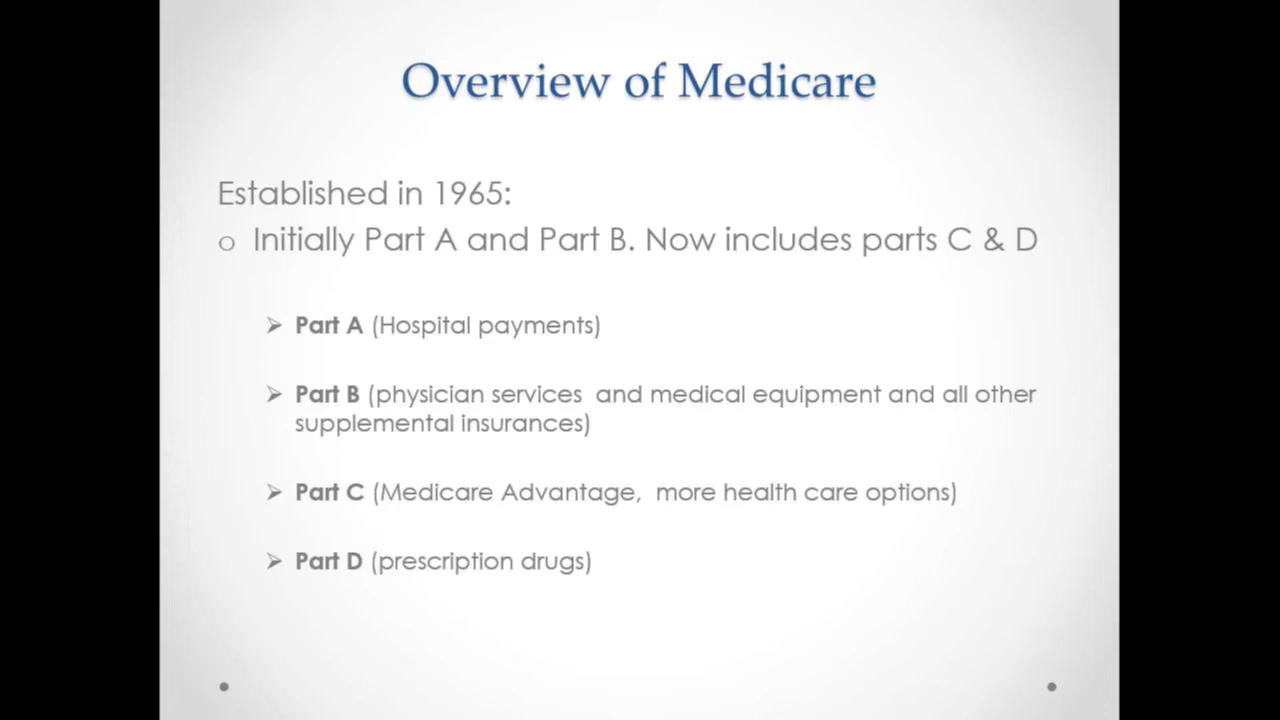 Overview of Medicare
Established in 1965:
o Initially Part A and Part B. Now includes parts C & D
➢ Part A (Hospital payments)
➢ Part B (physician services  and medical equipment and all other
supplemental insurances)
➢ Part C (Medicare Advantage,  more health care options)
➢ Part D (prescription drugs)